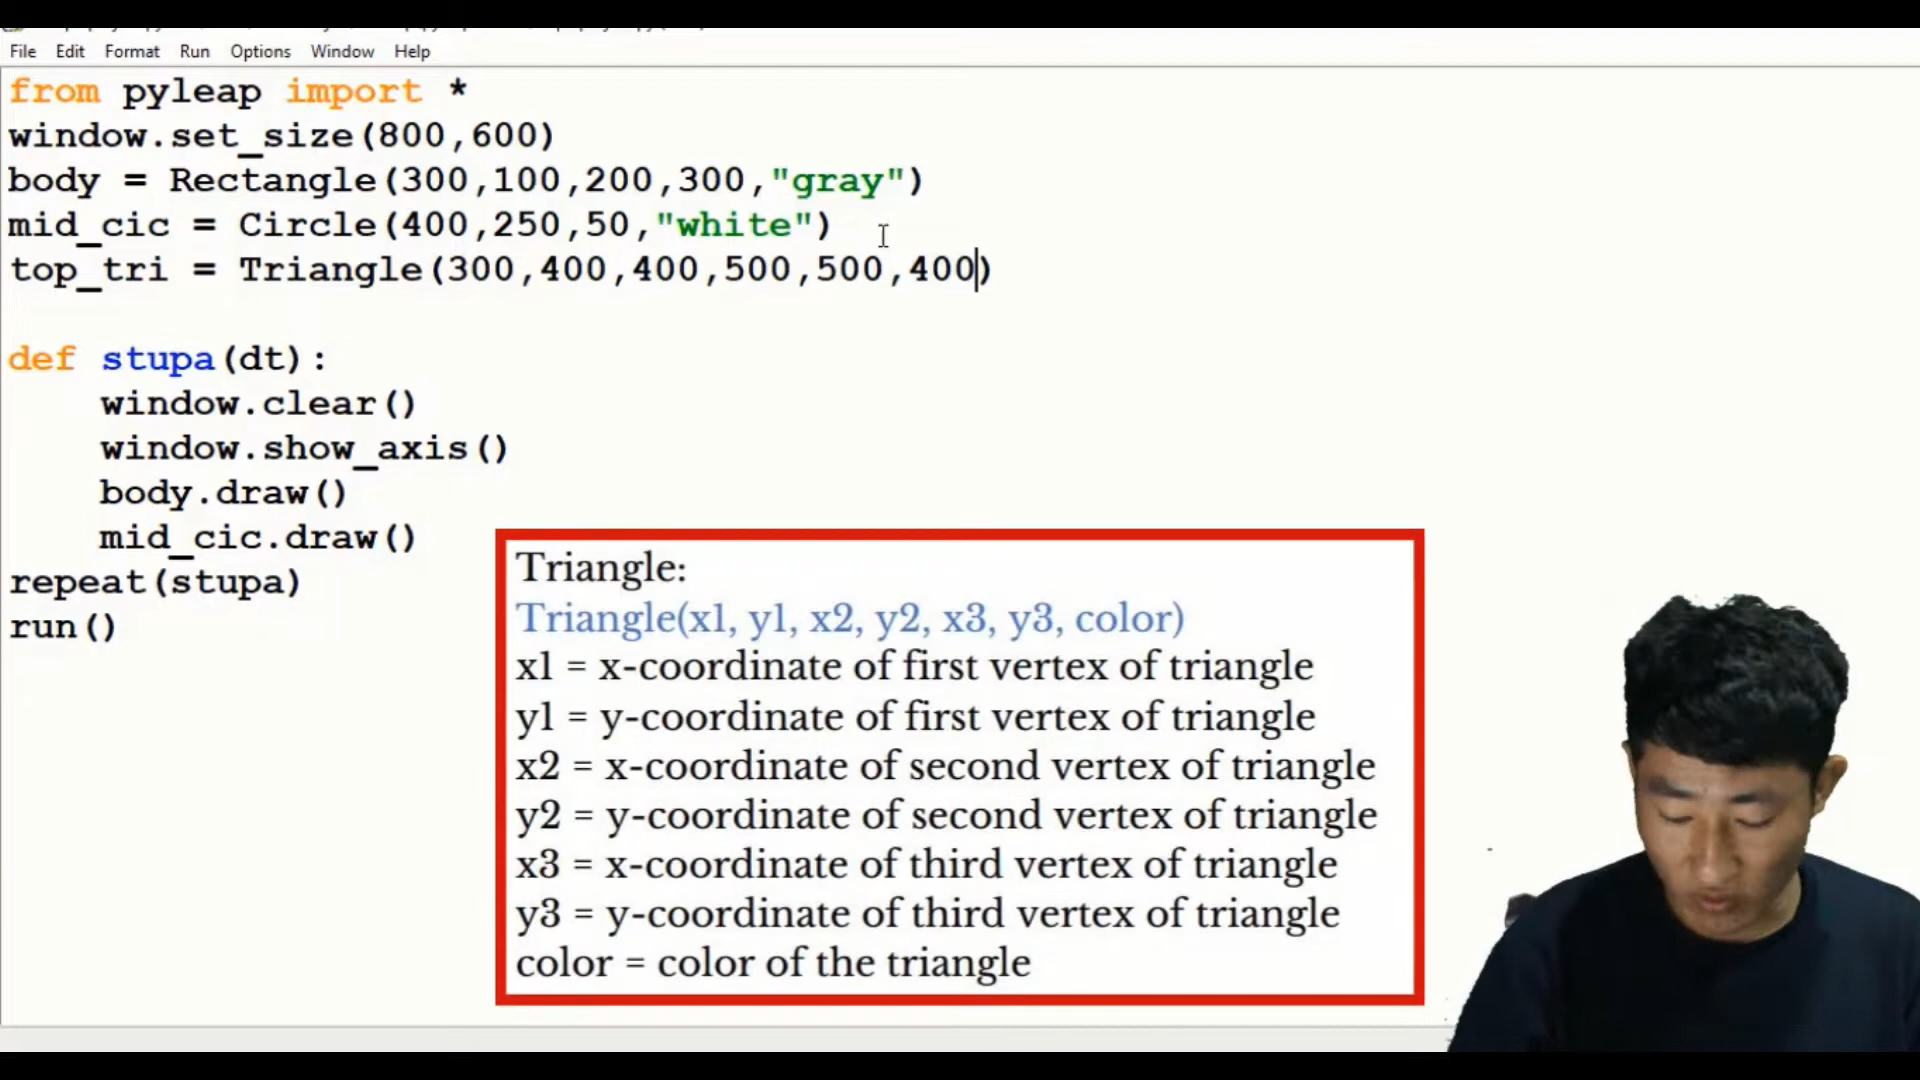 File Edit Format Run Options Window Help
from pyleap import *
window.set_size(800,600)
body = Rectangle(300,100,200,300,"gray")
mid_cic = Circle(400,250,50,"white")
top_tri = Triangle(300,400,400,500,500,400)
def stupa(dt):
window.clear()
window.show_axis()
body.draw()
mid_cic.draw()
repeat(stupa)
run()
Triangle:
Triangle(x1, y1, x2, y2, x3, y3, color)
x1 = x-coordinate of first vertex of triangle
y1 = y-coordinate of first vertex of triangle
x2 = x-coordinate of second vertex of triangle
y2 = y-coordinate of second vertex of triangle
x3 = x-coordinate of third vertex of triangle
y3 = y-coordinate of third vertex of triangle
color = color of the triangle